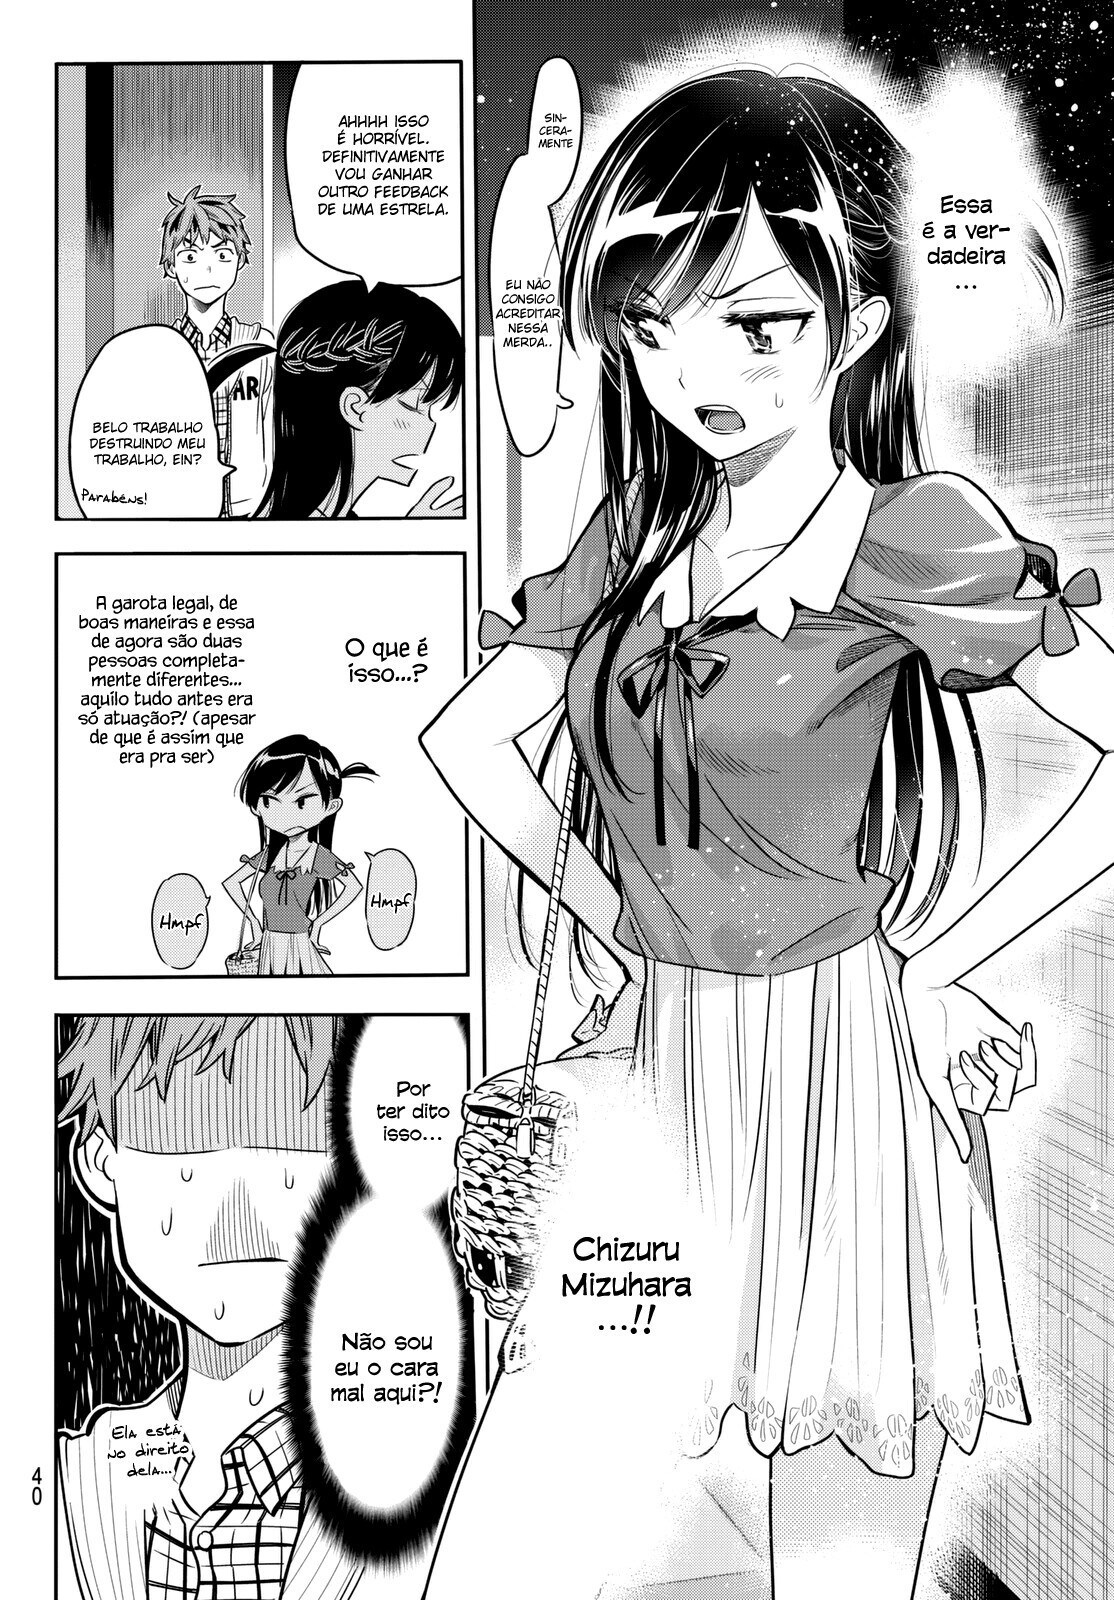 Essa
é a ver-
dadeira
...
SIN-
CERA-
MENTE
EU NÃO
CONSIGO
ACREDITAR
NESSA
MERDA..
Chizuru
Mizuhara
...!!
AHHHH ISSO
É HORRÍVEL.
DEFINITIVAMENTE
VOU GANHAR
OUTRO FEEDBACK
DE UMA ESTRELA.
AR
BELO TRABALHO
DESTRUINDO MEU
TRABALHO, EIN?
Parabéns!
O que é
isso...?
A garota legal, de
boas maneiras e essa
de agora são duas
pessoas completa-
mente diferentes...
aquilo tudo antes era
só atuação?! (apesar
de que é assim que
era pra ser)
Hmpf
Hmpf
Por
ter dito
isso...
Não sou
eu o cara
mal aqui?!
Ela está
no direito
dela...
40